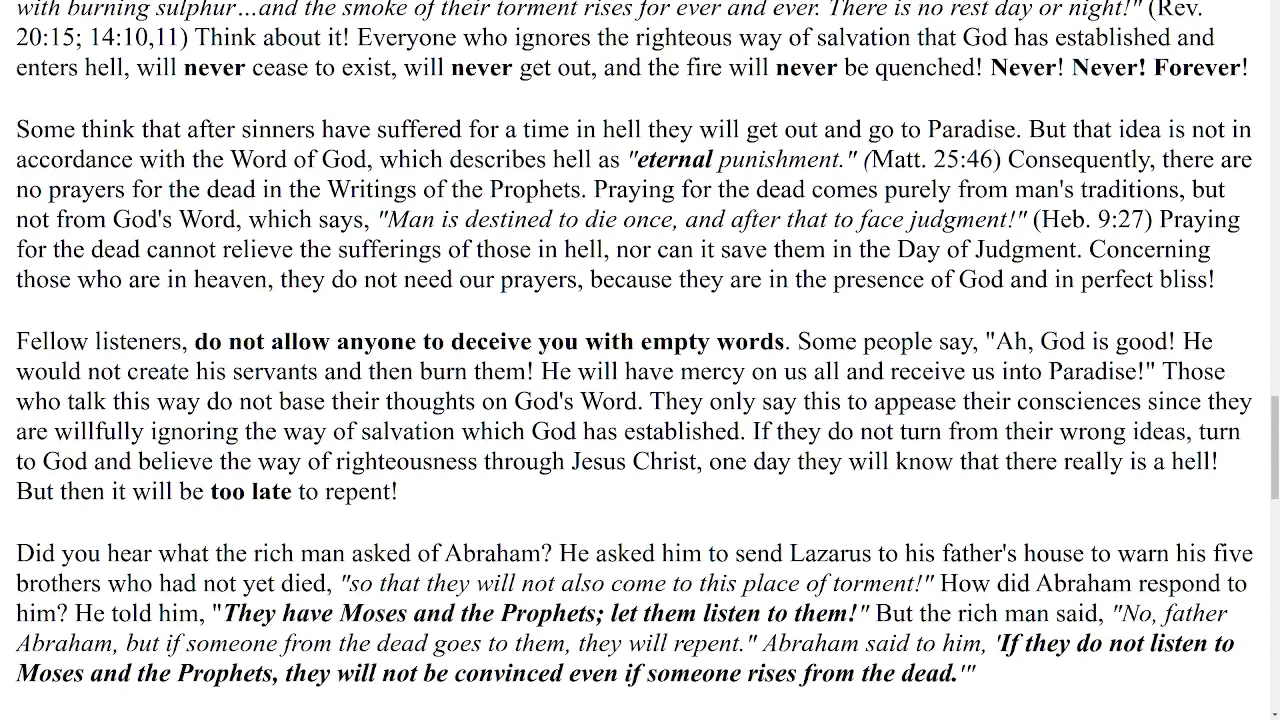 with burning sulphur…and the smoke of their torment rises for ever and ever. There is no rest day or night!" (Rev.
20:15; 14:10,11) Think about it! Everyone who ignores the righteous way of salvation that God has established and
enters hell, will never cease to exist, will never get out, and the fire will never be quenched! Never! Never! Forever!
Some think that after sinners have suffered for a time in hell they will get out and go to Paradise. But that idea is not in
accordance with the Word of God, which describes hell as "eternal punishment." (Matt. 25:46) Consequently, there are
no prayers for the dead in the Writings of the Prophets. Praying for the dead comes purely from man's traditions, but
not from God's Word, which says, "Man is destined to die once, and after that to face judgment!" (Heb. 9:27) Praying
for the dead cannot relieve the sufferings of those in hell, nor can it save them in the Day of Judgment. Concerning
those who are in heaven, they do not need our prayers, because they are in the presence of God and in perfect bliss!
Fellow listeners, do not allow anyone to deceive you with empty words. Some people say, "Ah, God is good! He
would not create his servants and then burn them! He will have mercy on us all and receive us into Paradise!" Those
who talk this way do not base their thoughts on God's Word. They only say this to appease their consciences since they
are willfully ignoring the way of salvation which God has established. If they do not turn from their wrong ideas, turn
to God and believe the way of righteousness through Jesus Christ, one day they will know that there really is a hell!
But then it will be too late to repent!
Did you hear what the rich man asked of Abraham? He asked him to send Lazarus to his father's house to warn his five
brothers who had not yet died, "so that they will not also come to this place of torment!" How did Abraham respond to
him? He told him, "They have Moses and the Prophets; let them listen to them!" But the rich man said, "No, father
Abraham, but if someone from the dead goes to them, they will repent." Abraham said to him, 'If they do not listen to
Moses and the Prophets, they will not be convinced even if someone rises from the dead.'"